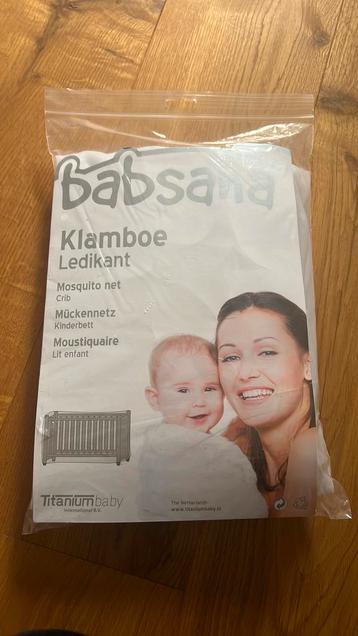 babsana
Klamboe
Ledikant
Mosquito net
Crib
Mückennetz
Kinderbett
Moustiquaire
Lit enfant
Titaniumbaby
International B.V.
The Netherlands
www.titaniumbaby.nl